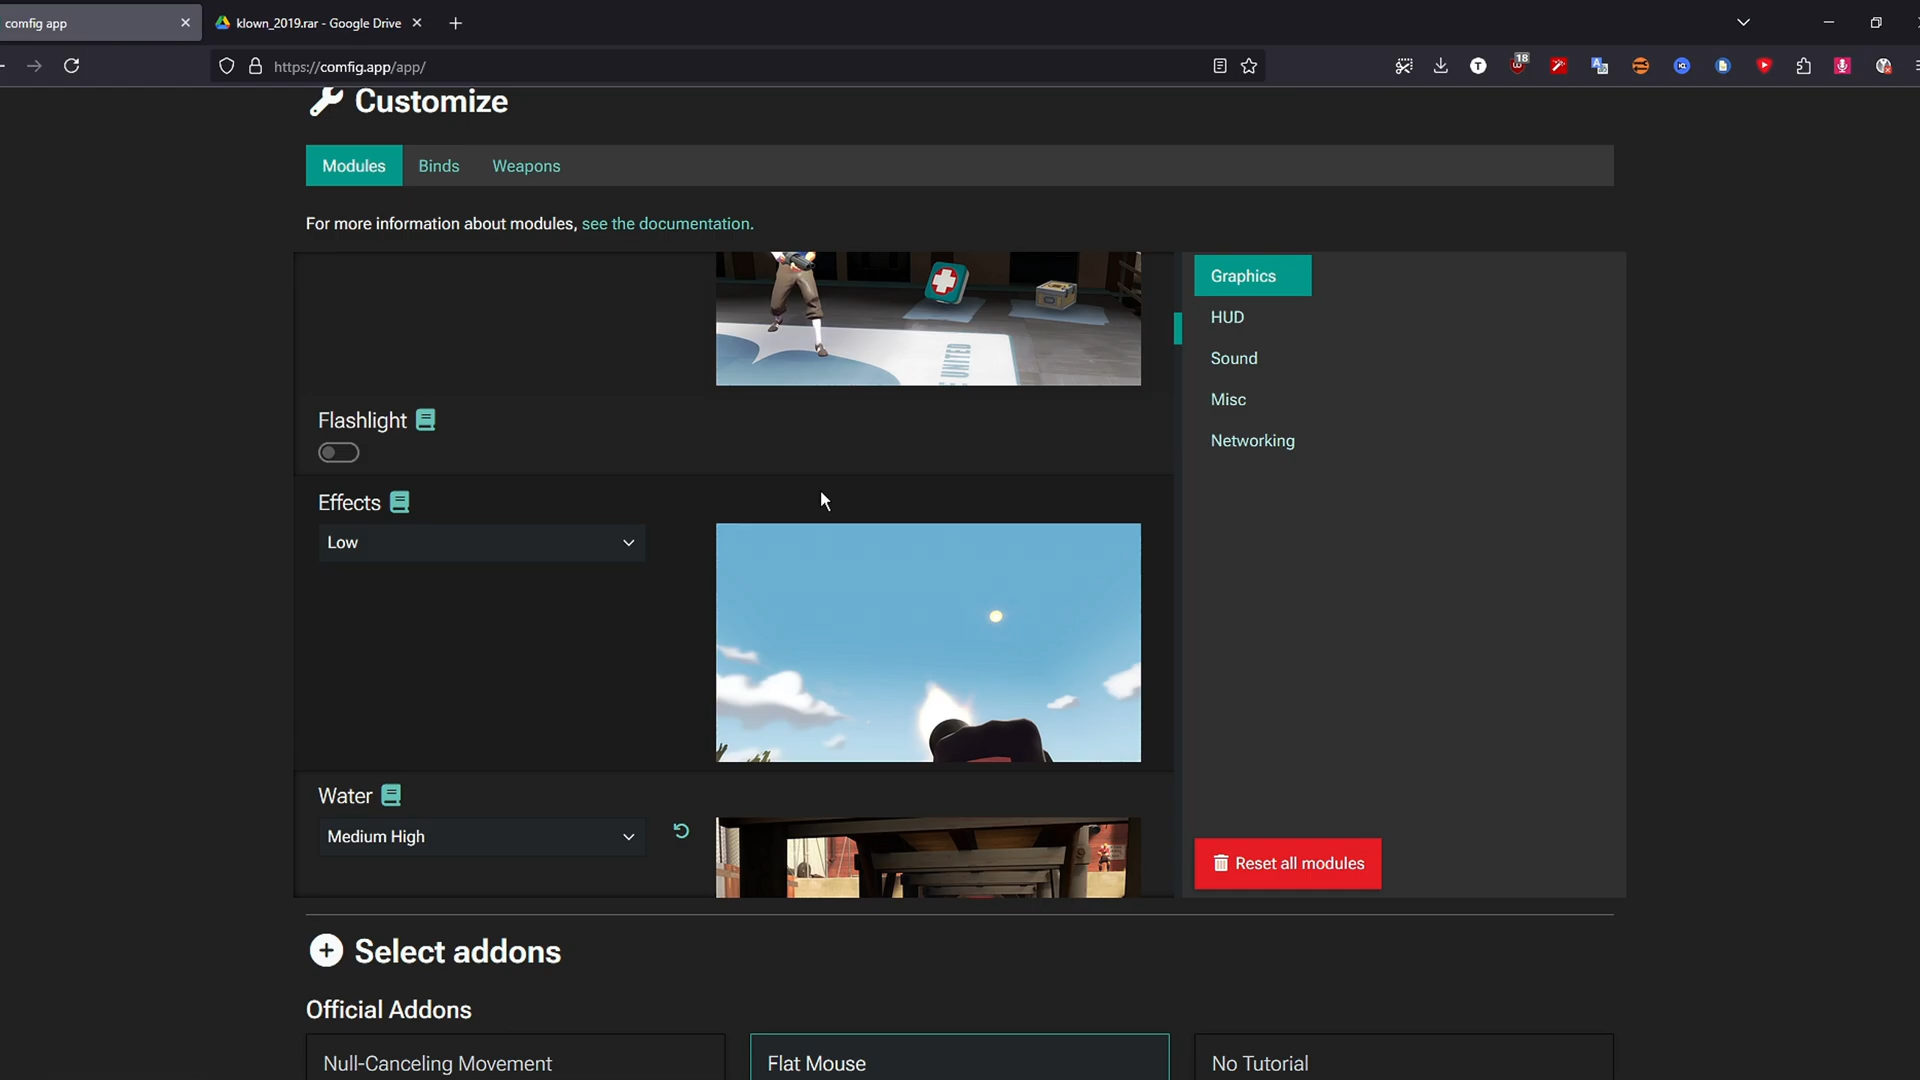 comfig app
klown_2019.rar - Google Drive
https://comfig.app/app/
18
Customize
Modules
Binds
Weapons
For more information about modules, see the documentation.
Graphics
HUD
Sound
Misc
Networking
Flashlight
Effects
Low
Water
Medium High
Reset all modules
Select addons
Official Addons
Null-Canceling Movement
Flat Mouse
No Tutorial